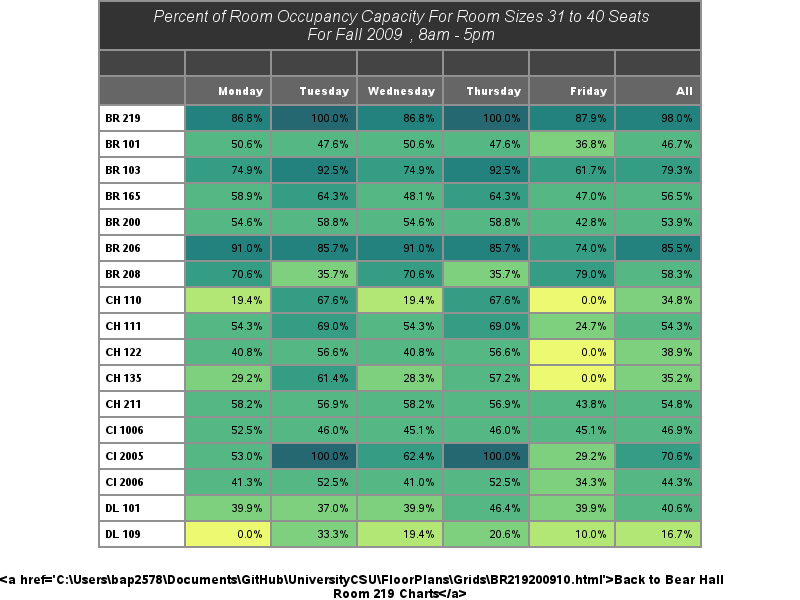 Percent of Room Occupancy Capacity For Room Sizes 31 to 40 Seats
For Fall 2009 , 8am - 5pm
Monday Tuesday Wednesday Thursday Friday All
BR 219 86.8% 100.0% 86.8% 100.0% 87.9% 98.0%
BR 101 50.6% 47.6% 50.6% 47.6% 36.8% 46.7%
BR 103 74.9% 92.5% 74.9% 92.5% 61.7% 79.3%
BR 165 58.9% 64.3% 48.1% 64.3% 47.0% 56.5%
BR 200 54.6% 58.8% 54.6% 58.8% 42.8% 53.9%
BR 206 91.0% 85.7% 91.0% 85.7% 74.0% 85.5%
BR 208 70.6% 35.7% 70.6% 35.7% 79.0% 58.3%
CH 110 19.4% 67.6% 19.4% 67.6% 0.0% 34.8%
CH 111 54.3% 69.0% 54.3% 69.0% 24.7% 54.3%
CH 122 40.8% 56.6% 40.8% 56.6% 0.0% 38.9%
CH 135 29.2% 61.4% 28.3% 57.2% 0.0% 35.2%
CH 211 58.2% 56.9% 58.2% 56.9% 43.8% 54.8%
CI 1006 52.5% 46.0% 45.1% 46.0% 45.1% 46.9%
CI 2005 53.0% 100.0% 62.4% 100.0% 29.2% 70.6%
CI 2006 41.3% 52.5% 41.0% 52.5% 34.3% 44.3%
DL 101 39.9% 37.0% 39.9% 46.4% 39.9% 40.6%
DL 109 0.0% 33.3% 19.4% 20.6% 10.0% 16.7%
<a href='C:\Users\bap2578\Documents\GitHub\UniversityCSU\FloorPlans\Grids\BR219200910.html'>Back to Bear Hall
Room 219 Charts</a>